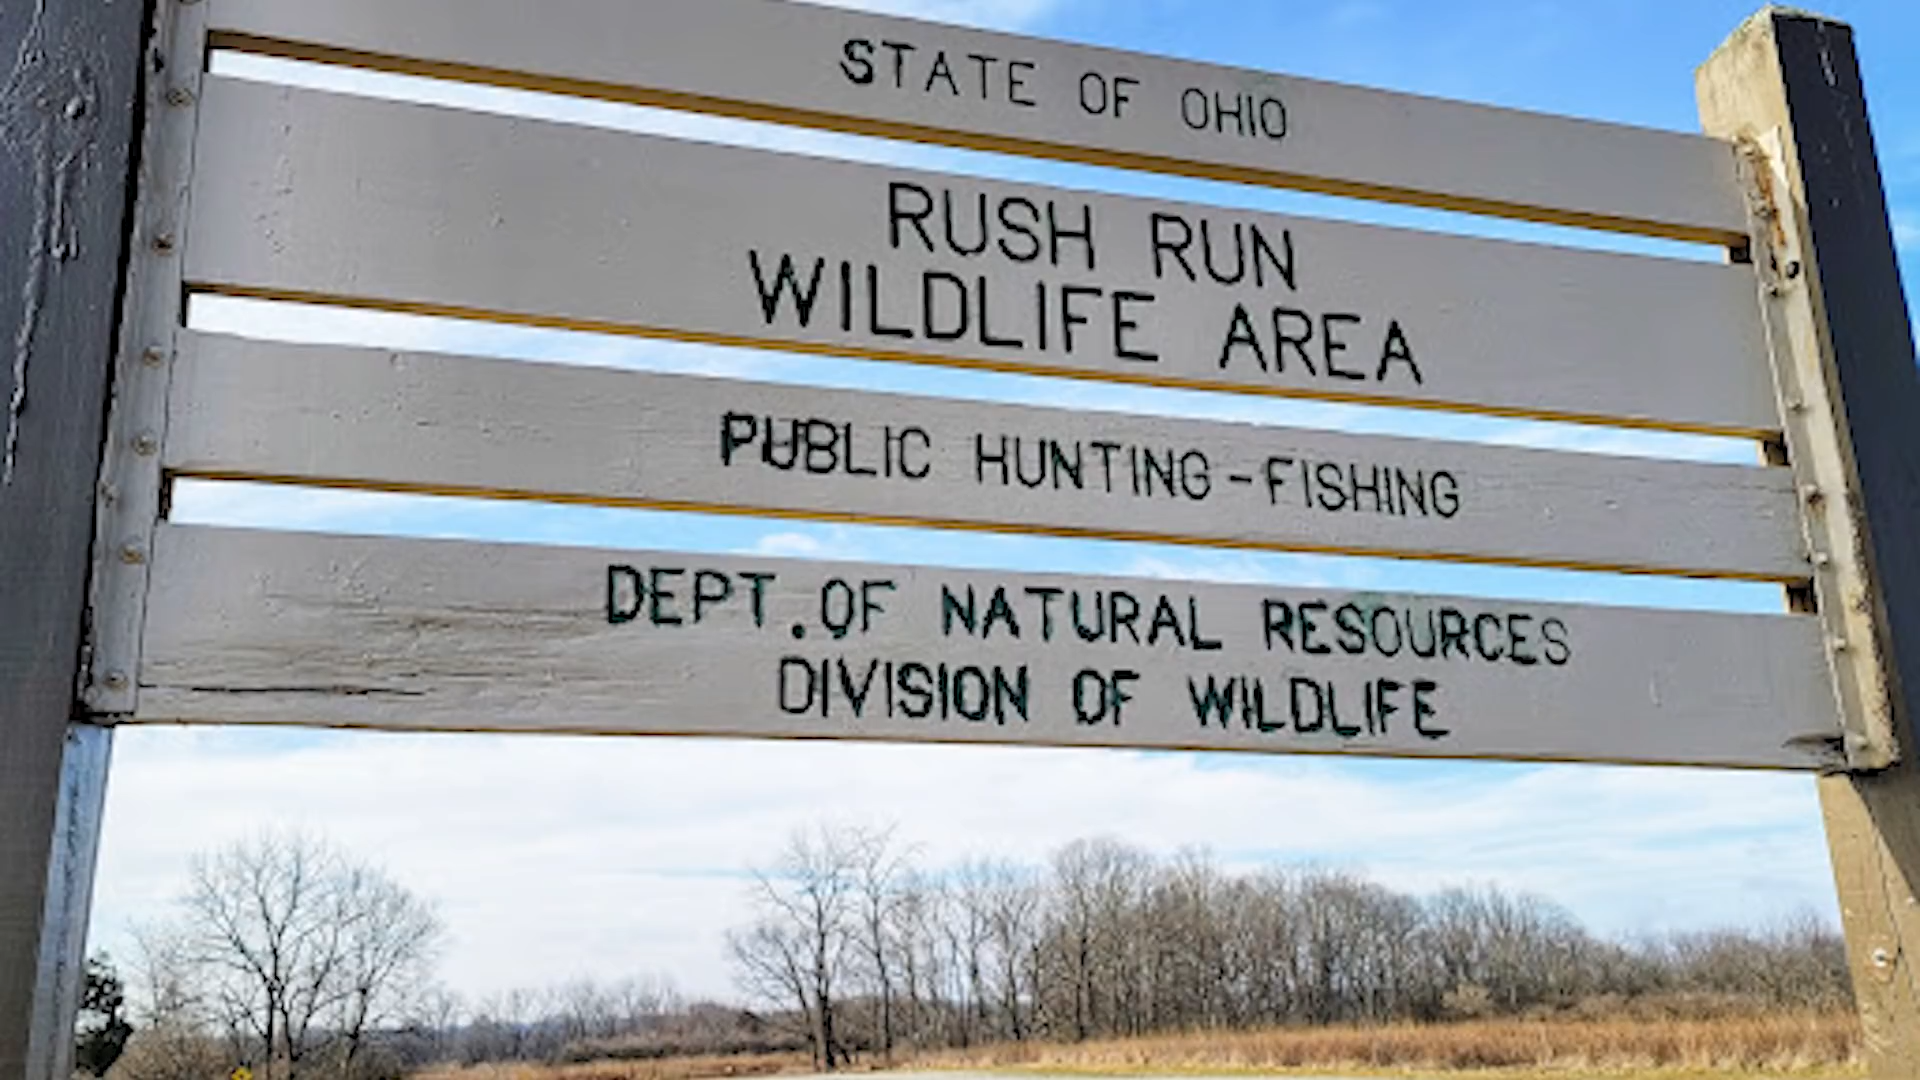 STATE OF OHIO
RUSH RUN
WILDLIFE AREA
PUBLIC HUNTING-FISHING
DEPT. OF NATURAL RESOURCES
DIVISION OF WILDLIFE